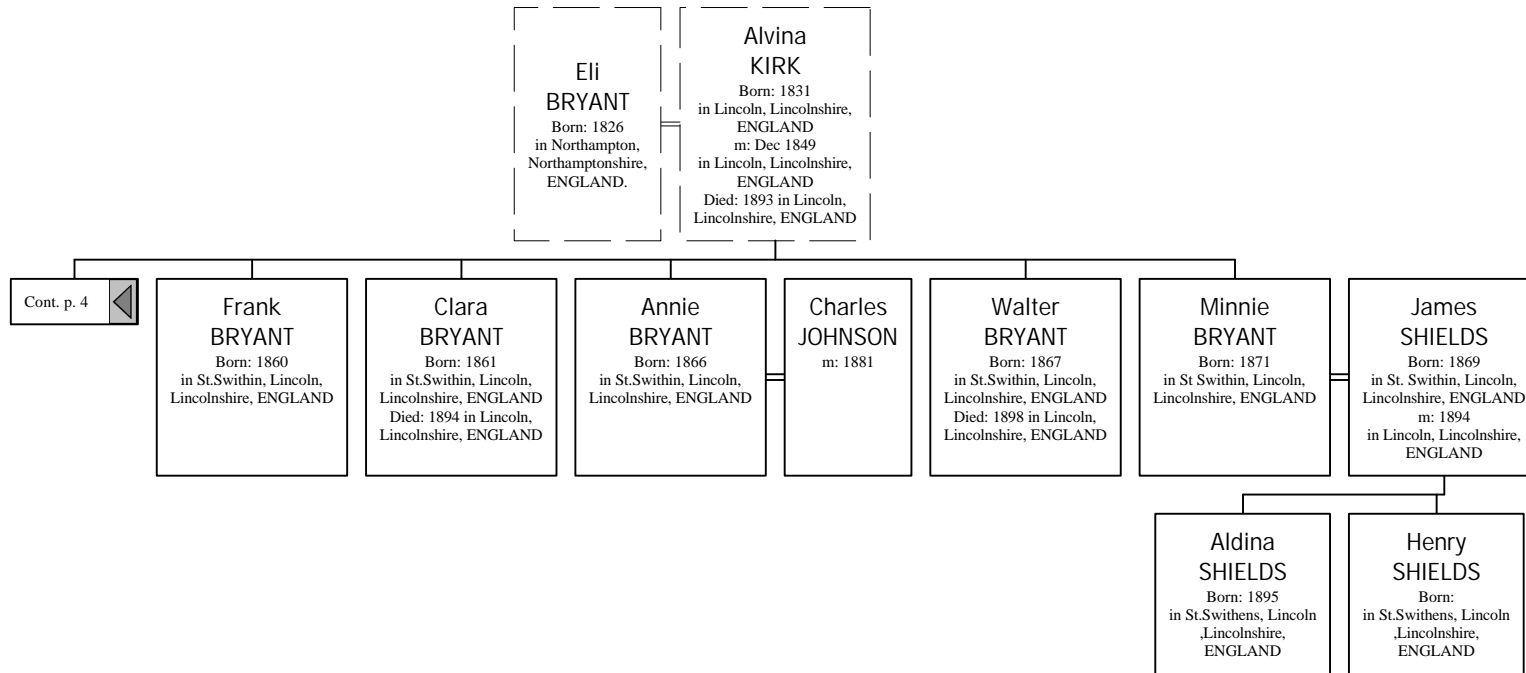 Eli
BRYANT
Born: 1826
in Northampton,
Northamptonshire,
ENGLAND.
Alvina
KIRK
Born: 1831
in Lincoln, Lincolnshire,
ENGLAND
m: Dec 1849
in Lincoln, Lincolnshire,
ENGLAND
Died: 1893 in Lincoln,
Lincolnshire, ENGLAND
Cont. p. 4
Frank
BRYANT
Born: 1860
in St.Swithin, Lincoln,
Lincolnshire, ENGLAND
Clara
BRYANT
Born: 1861
in St.Swithin, Lincoln,
Lincolnshire, ENGLAND
Died: 1894 in Lincoln,
Lincolnshire, ENGLAND
Annie
BRYANT
Born: 1866
in St.Swithin, Lincoln,
Lincolnshire, ENGLAND
Charles
JOHNSON
m: 1881
Walter
BRYANT
Born: 1867
in St.Swithin, Lincoln,
Lincolnshire, ENGLAND
Died: 1898 in Lincoln,
Lincolnshire, ENGLAND
Minnie
BRYANT
Born: 1871
in St Swithin, Lincoln,
Lincolnshire, ENGLAND
James
SHIELDS
Born: 1869
in St. Swithin, Lincoln,
Lincolnshire, ENGLAND
m: 1894
in Lincoln, Lincolnshire,
ENGLAND
Aldina
SHIELDS
Born: 1895
in St.Swithens, Lincoln
,Lincolnshire,
ENGLAND
Henry
SHIELDS
Born:
in St.Swithens, Lincoln
,Lincolnshire,
ENGLAND